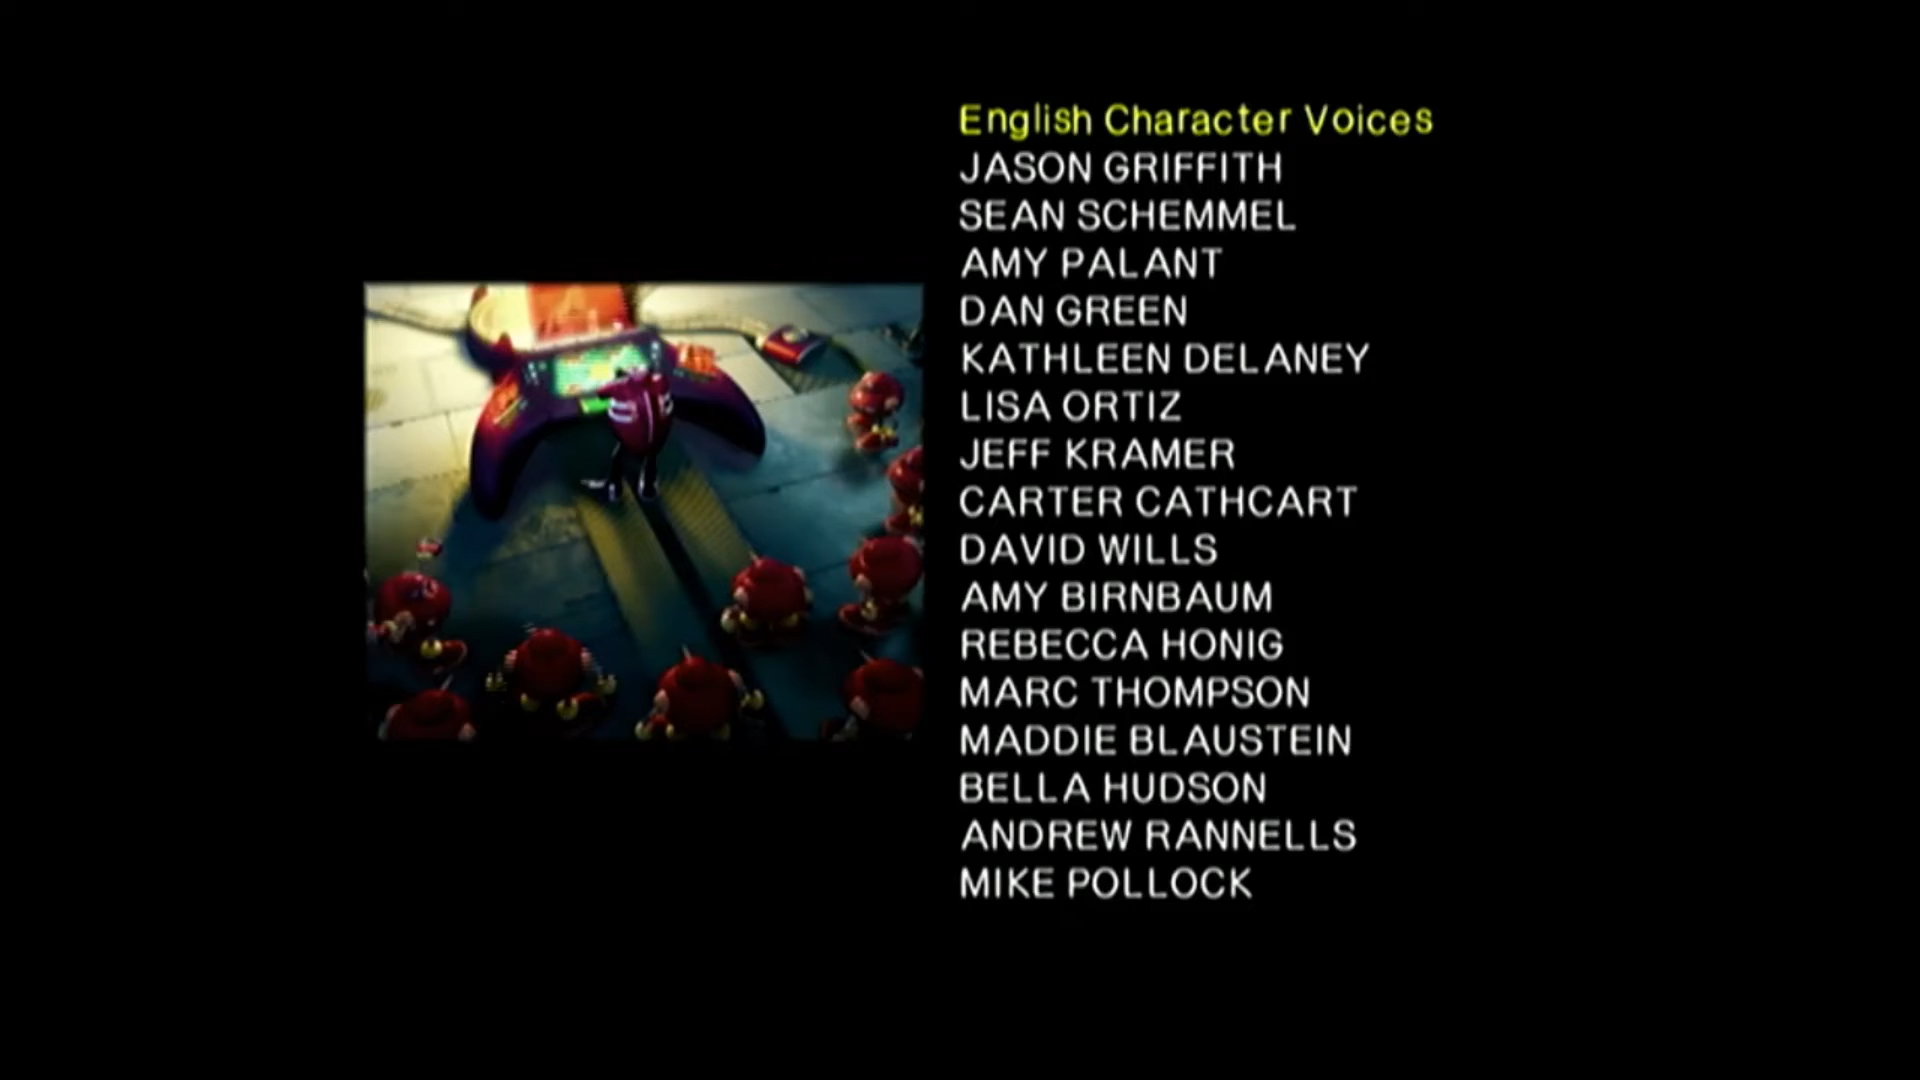 English Character Voices
JASON GRIFFITH
SEAN SCHEMMEL
AMY PALANT
DAN GREEN
KATHLEEN DELANEY
LISA ORTIZ
JEFF KRAMER
CARTER CATHCART
DAVID WILLS
AMY BIRNBAUM
REBECCA HONIG
MARC THOMPSON
MADDIE BLAUSTEIN
BELLA HUDSON
ANDREW RANNELLS
MIKE POLLOCK